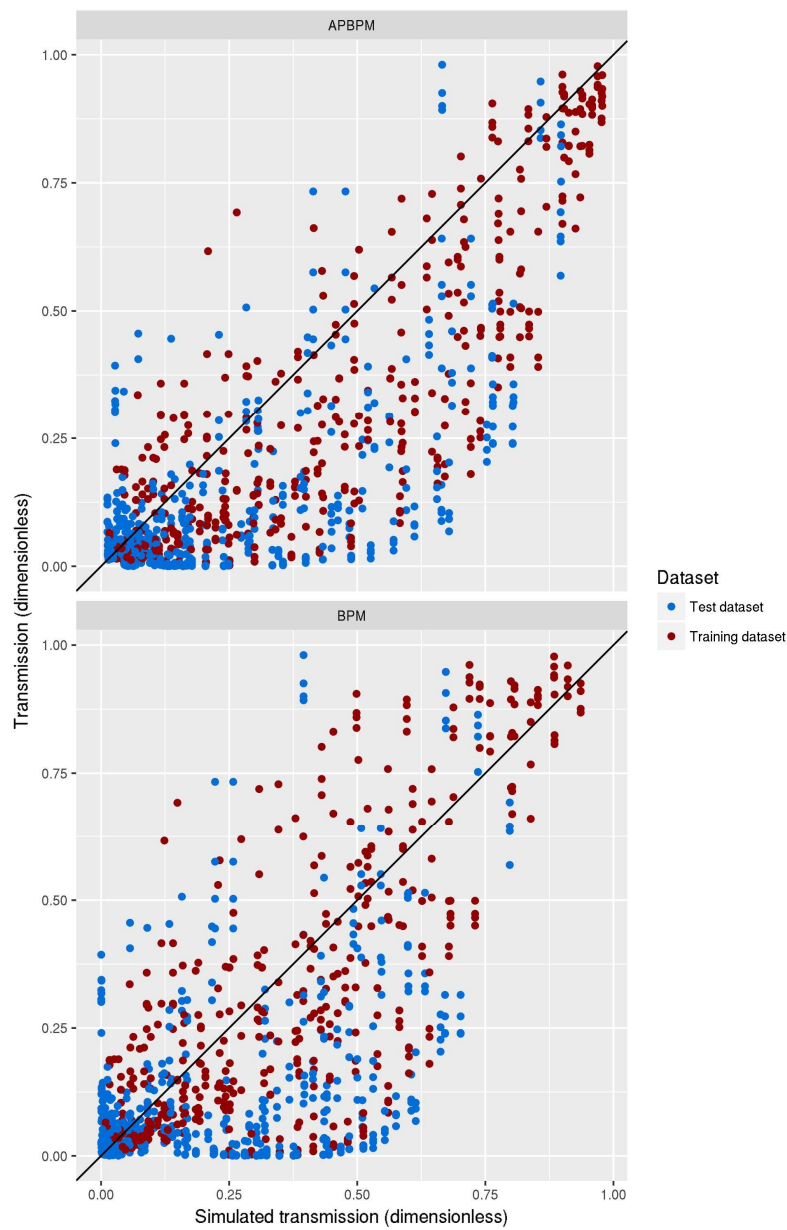 APBPM
1.00
0.75
0.50
0.25
0.00
BPM
1.00
0.75
0.50
0.25
0.00
0.00 0.25 0.50 0.75 1.00
Simulated transmission (dimensionless)
Transmission (dimensionless)
Dataset
Test dataset
Training dataset